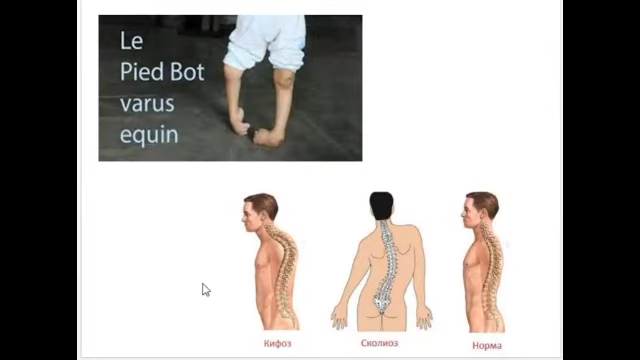 Le
Pied Bot
varus
equin
Кифоз
Сколиоз
Норма